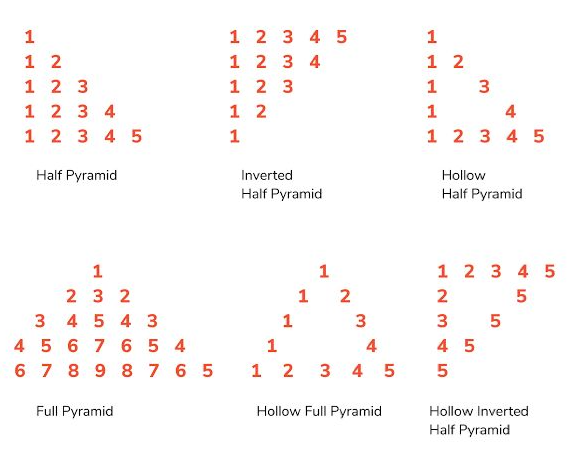 1
1 2
1 2 3
1 2 3 4
1 2 3 4 5
Half Pyramid
1 2 3 4 5
1 2 3 4
1 2 3
1 2
1
Inverted
Half Pyramid
1
1 2
1 3
1 4
1 2 3 4 5
Hollow
Half Pyramid
1
2 3 2
3 4 5 4 3
4 5 6 7 6 5 4
6 7 8 9 8 7 6 5
Full Pyramid
1
1 2
1 3
1 4
1 2 3 4 5
Hollow Full Pyramid
1 2 3 4 5
2 5
3 5
4 5
5
Hollow Inverted
Half Pyramid